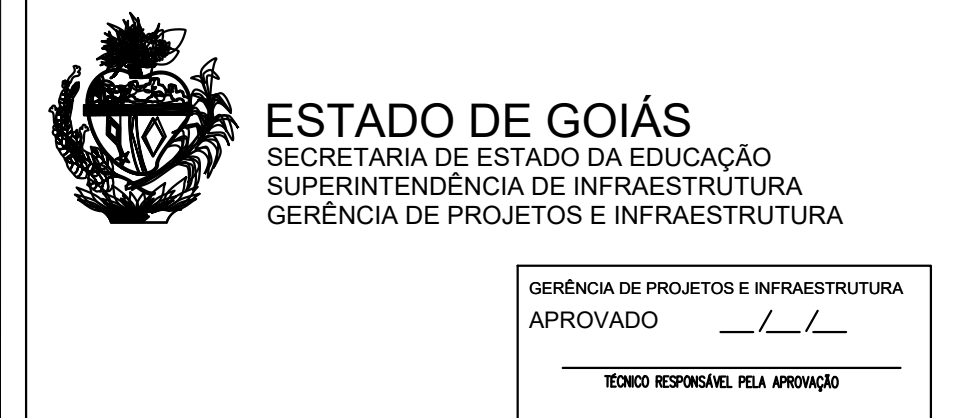 ESTADO DE GOIÁS
SECRETARIA DE ESTADO DA EDUCAÇÃO
SUPERINTENDÊNCIA DE INFRAESTRUTURA
GERÊNCIA DE PROJETOS E INFRAESTRUTURA
GERÊNCIA DE PROJETOS E INFRAESTRUTURA
APROVADO __/__/__
TÉCNICO RESPONSÁVEL PELA APROVAÇÃO